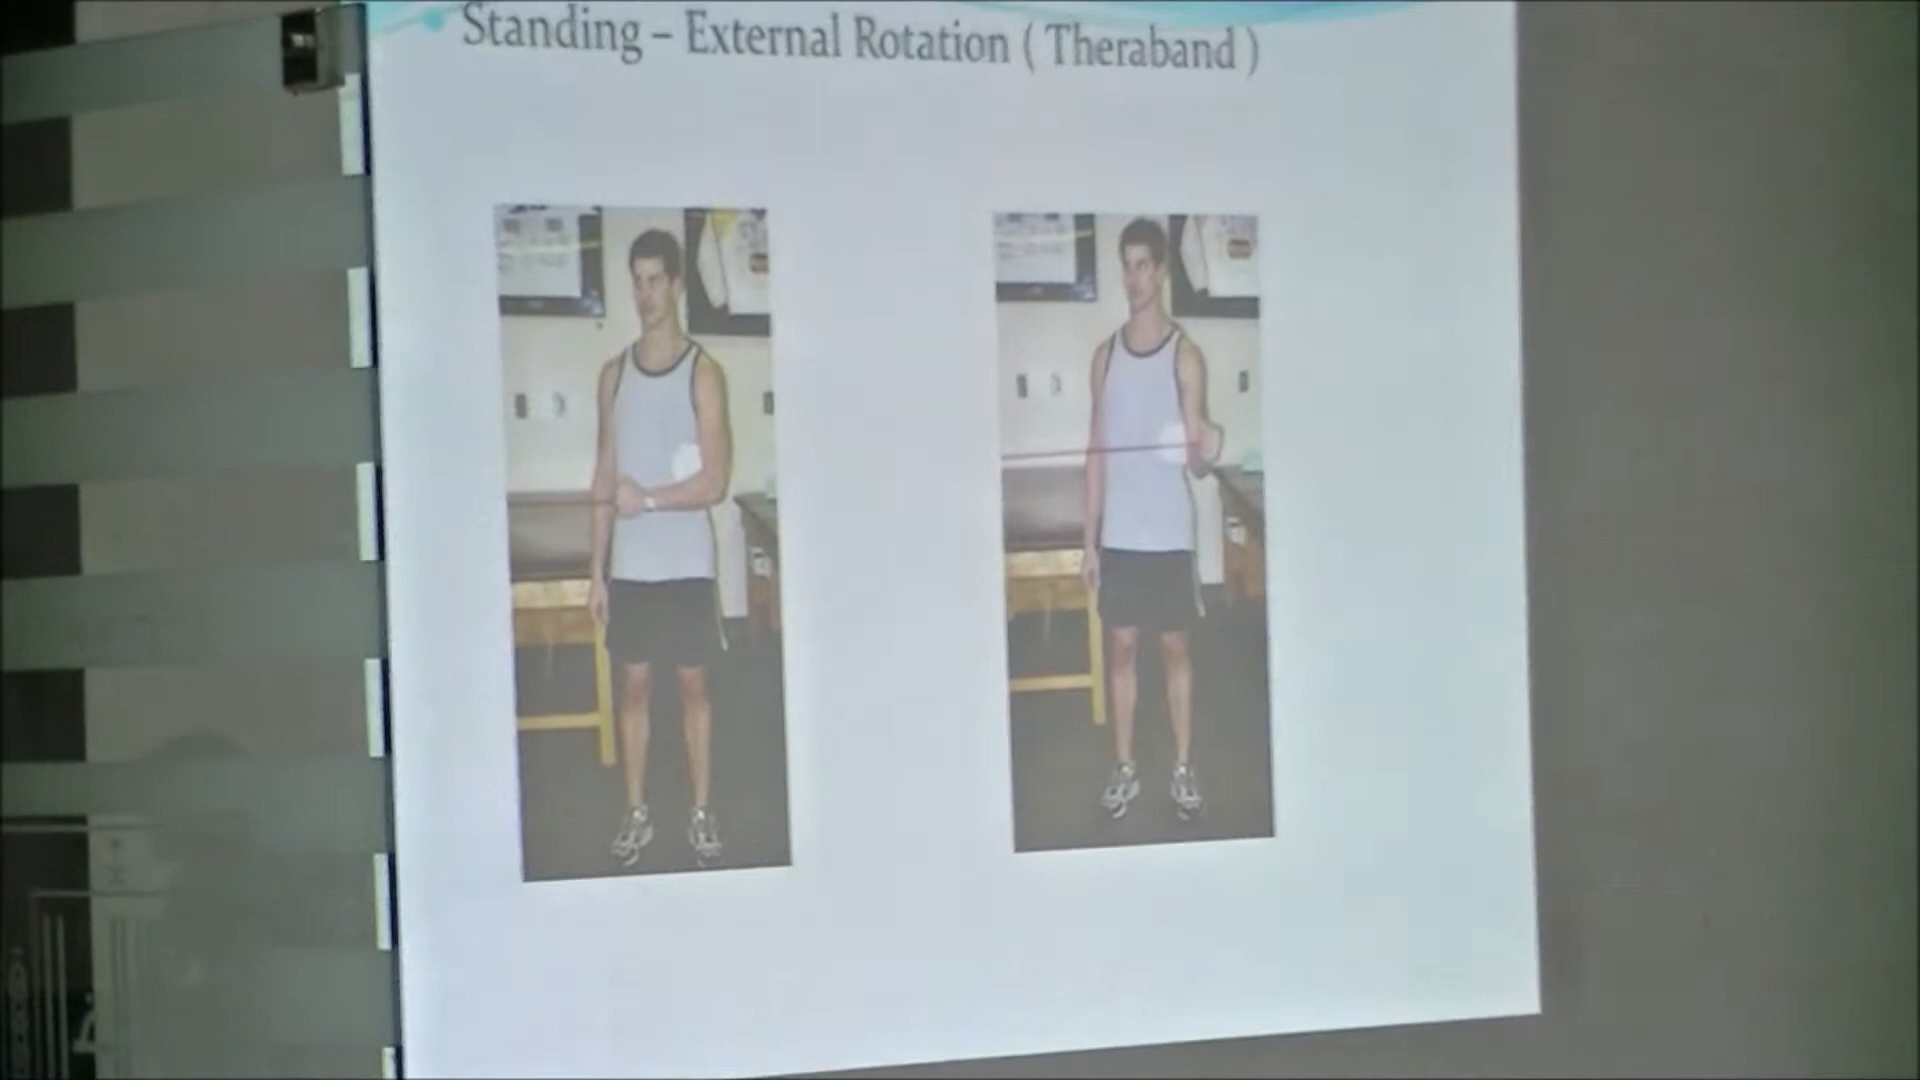 Standing – External Rotation ( Theraband )